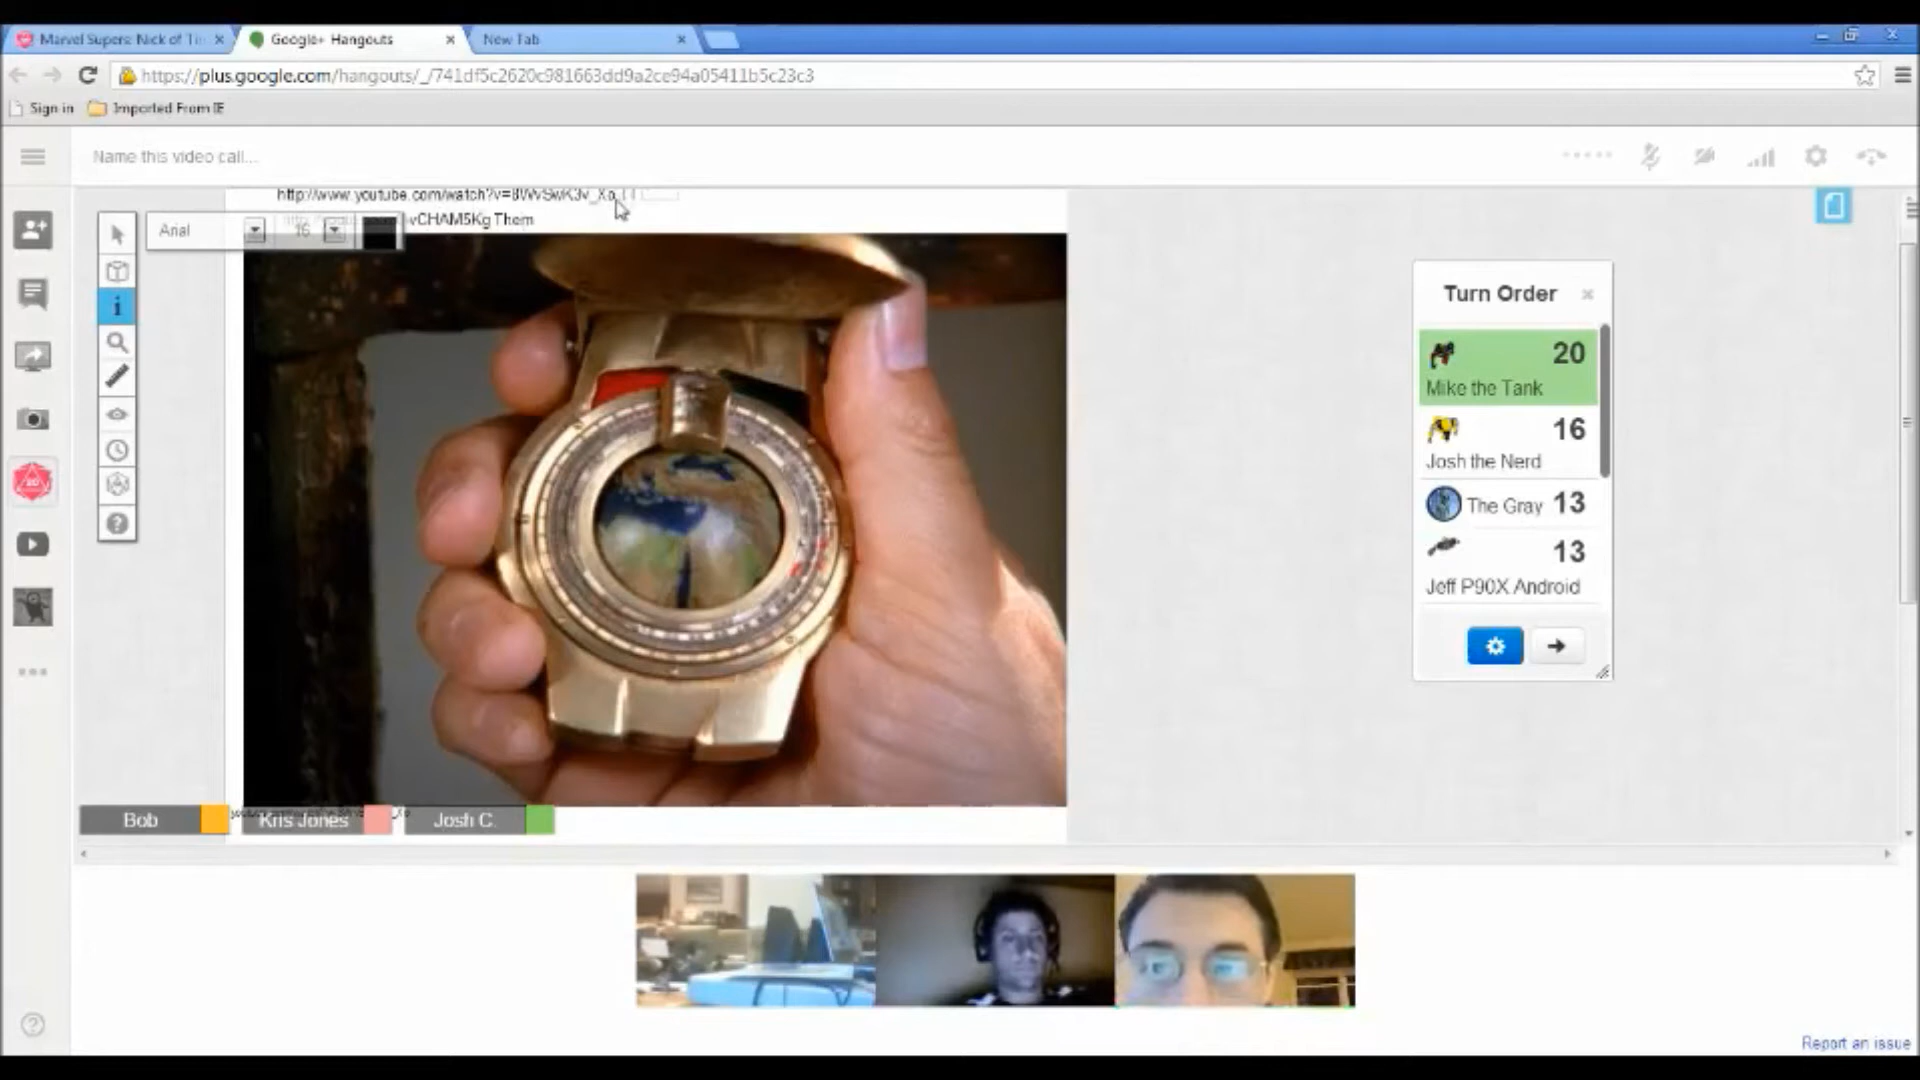 Marvel Supers: Nick of Ti
Google+ Hangouts
New Tab
https://plus.google.com/hangouts/_/741df5c2620c981663dd9a2ce94a05411b5c23c3
Sign in
Imported From IE
Name this video call...
Arial
16
vCHAM5Kg Them
i
Turn Order
20
Mike the Tank
16
Josh the Nerd
The Gray 13
13
Jeff P90X Android
Bob
Kris Jones
Josh C.
Report an issue